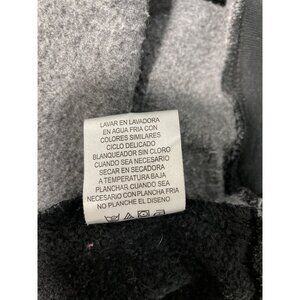 LAVAR EN LAVADORA
EN AGUA FRIA CON
COLORES SIMILARES
CICLO DELICADO
BLANQUEADOR SIN CLORO
CUANDO SEA NECESARIO
SECAR EN SECADORA
A TEMPERATURA BAJA
PLANCHAR, CUANDO SEA
NECESARIO CON PLANCHA FRIA
NO PLANCHE EL DISENO